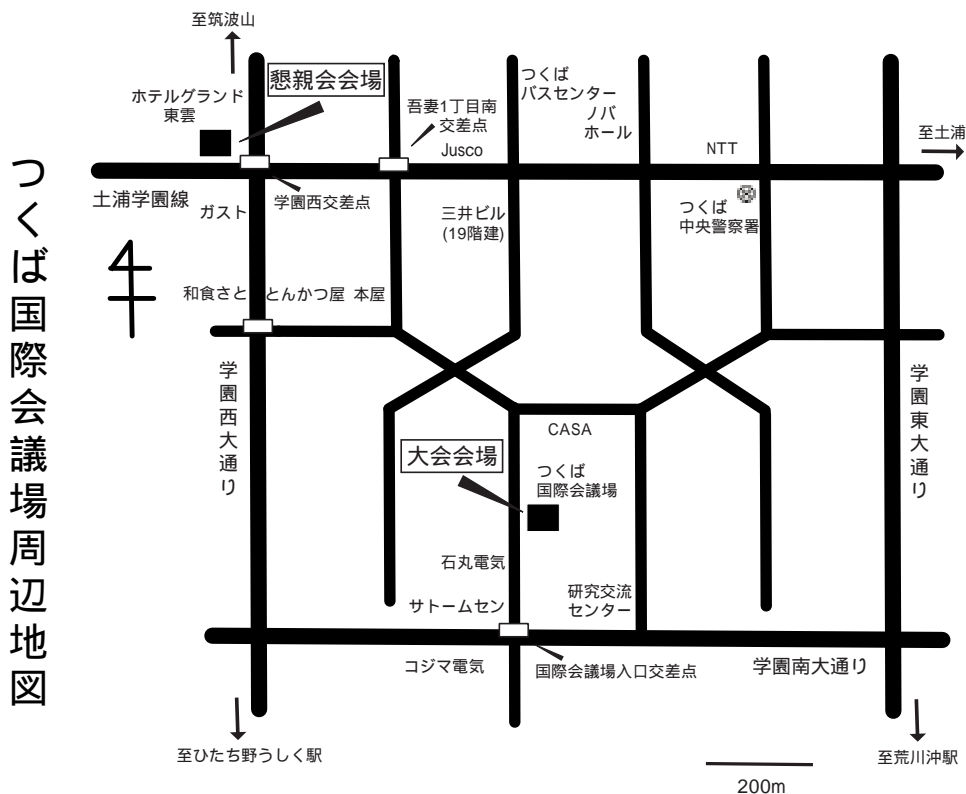 つくば国際会議場周辺地図
至筑波山
懇親会会場
ホテルグランド
東雲
吾妻1丁目南
交差点
Jusco
つくば
バスセンター
ノバ
ホール
NTT
至土浦
土浦学園線
ガスト
学園西交差点
三井ビル
(19階建)
つくば
中央警察署
和食さと
とんかつ屋
本屋
学園西大通り
学園東大通り
CASA
大会会場
つくば
国際会議場
石丸電気
サトームセン
研究交流
センター
コジマ電気
国際会議場入口交差点
学園南大通り
至ひたち野うしく駅
至荒川沖駅
200m